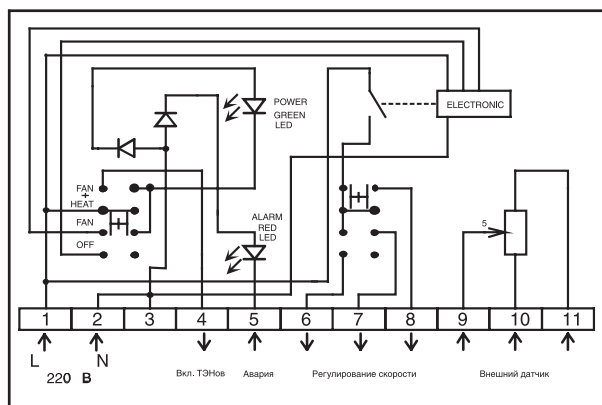 ELECTRONIC
POWER
GREEN
LED
FAN
+
HEAT
FAN
OFF
ALARM
RED
LED
5
1 2 3 4 5 6 7 8 9 10 11
L N
220 В
Вкл. ТЭНов Авария Регулирование скорости Внешний датчик